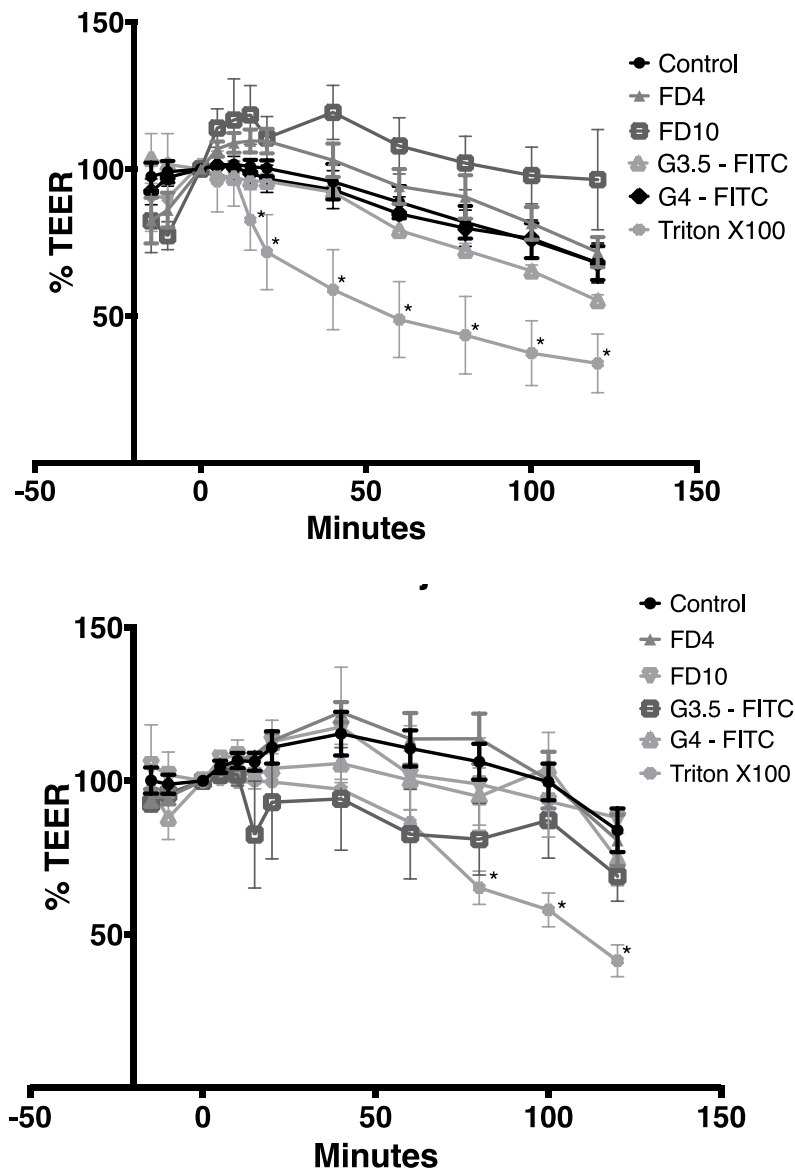 150
100
50
% TEER
-50
0
50
100
150
Minutes
Control
FD4
FD10
G3.5 - FITC
G4 - FITC
Triton X100
*
*
*
*
*
*
*
150
100
50
% TEER
-50
0
50
100
150
Minutes
Control
FD4
FD10
G3.5 - FITC
G4 - FITC
Triton X100
*
*
*